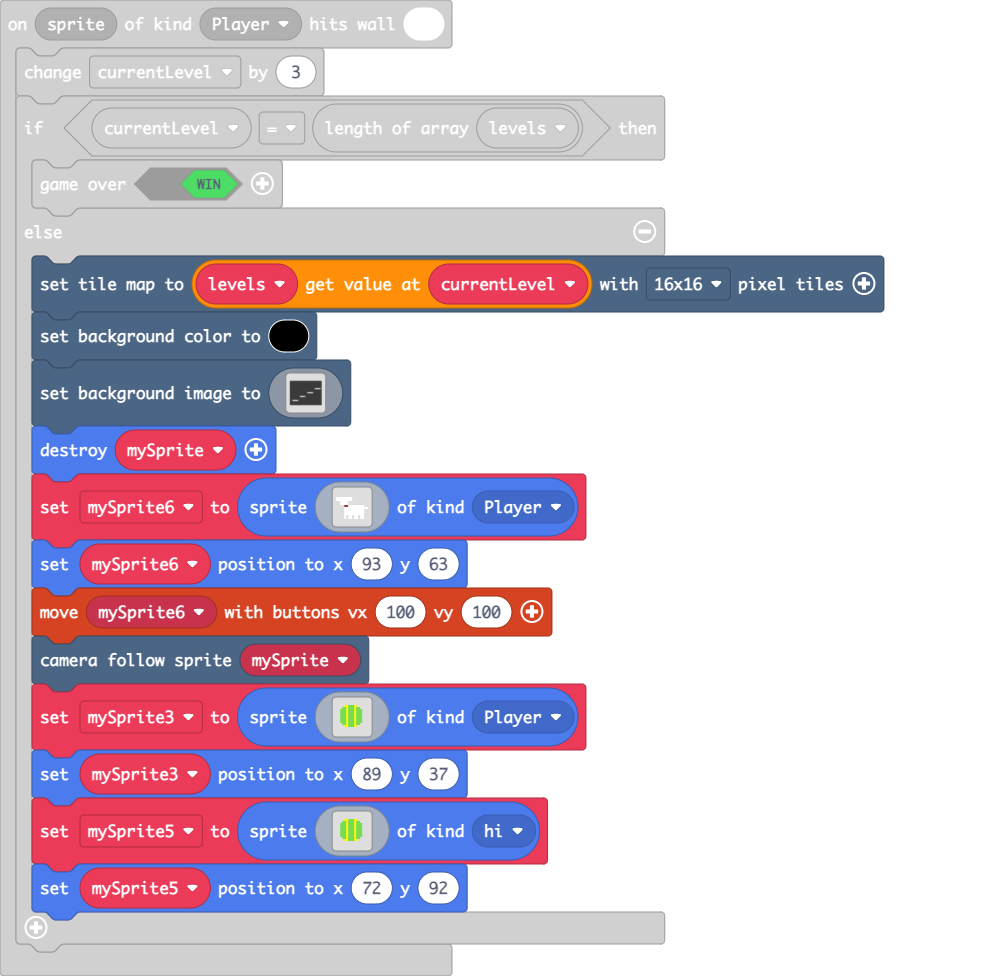 on sprite of kind Player hits wall
change currentLevel by 3
if currentLevel = length of array levels then
game over WIN
else
set tile map to levels get value at currentLevel with 16x16 pixel tiles
set background color to
set background image to
destroy mySprite
set mySprite6 to sprite of kind Player
set mySprite6 position to x 93 y 63
move mySprite6 with buttons vx 100 vy 100
camera follow sprite mySprite
set mySprite3 to sprite of kind Player
set mySprite3 position to x 89 y 37
set mySprite5 to sprite of kind hi
set mySprite5 position to x 72 y 92